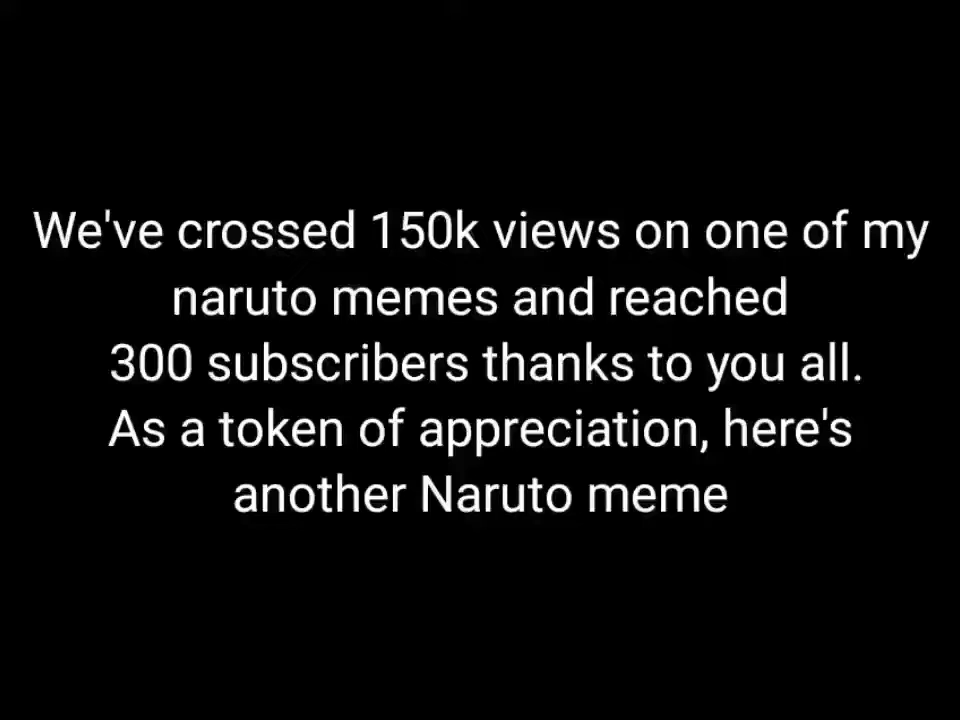 We've crossed 150k views on one of my
naruto memes and reached
300 subscribers thanks to you all.
As a token of appreciation, here's
another Naruto meme